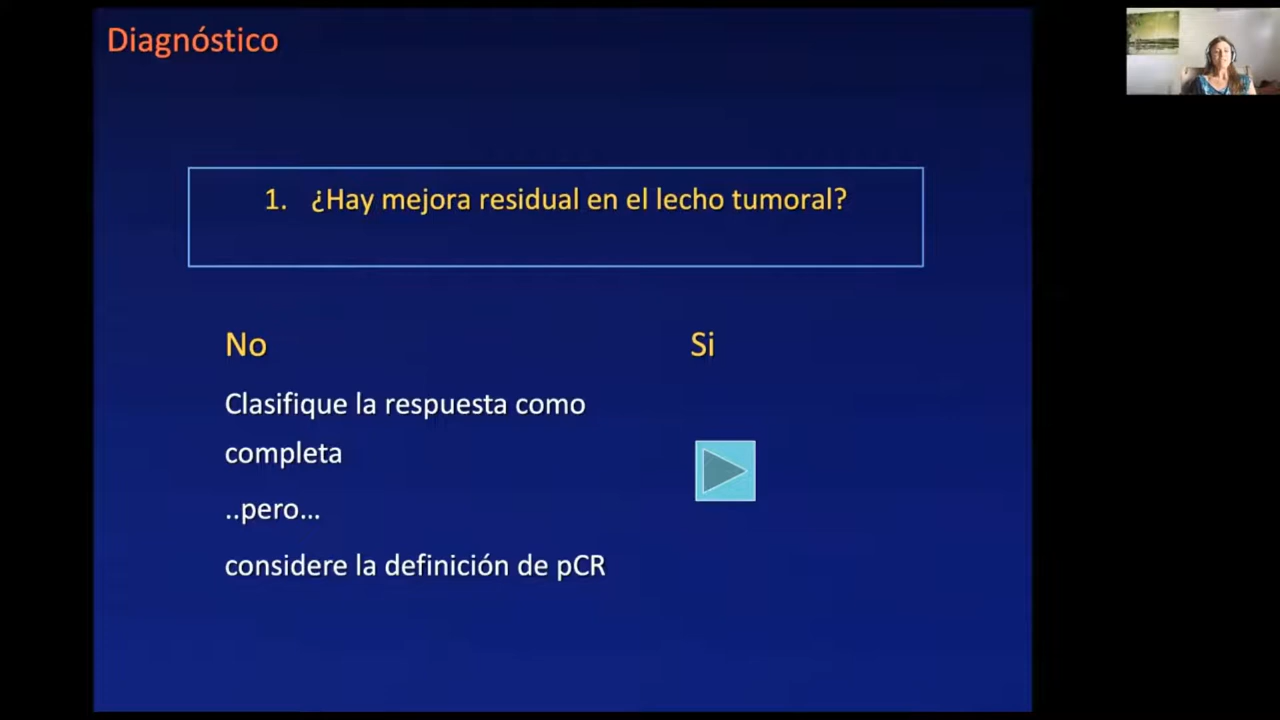 Diagnóstico
1. ¿Hay mejora residual en el lecho tumoral?
No
Si
Clasifique la respuesta como
completa
..pero...
considere la definición de pCR